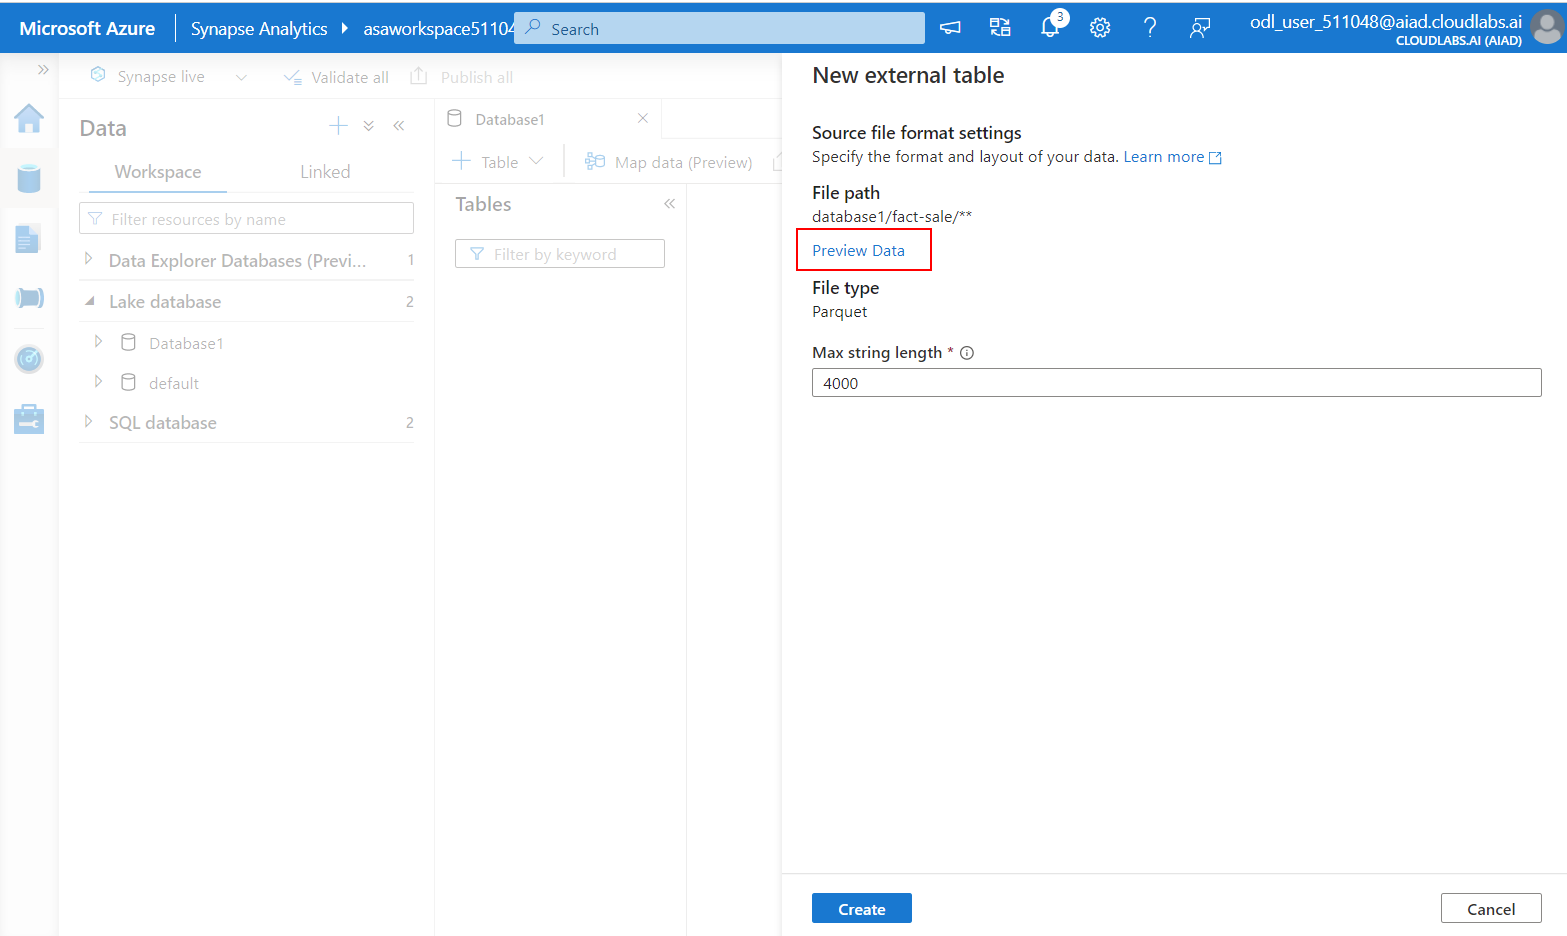 Microsoft Azure
Synapse Analytics
asaworkspace51104
Search
3
odl_user_511048@aiad.cloudlabs.ai
CLOUDLABS.AI (AIAD)
Synapse live
Validate all
Publish all
Data
Workspace
Linked
Filter resources by name
Data Explorer Databases (Previ... 1
Lake database 2
Database1
default
SQL database 2
Database1
Table
Map data (Preview)
Tables
Filter by keyword
New external table
Source file format settings
Specify the format and layout of your data. Learn more
File path
database1/fact-sale/**
Preview Data
File type
Parquet
Max string length *
4000
Create
Cancel